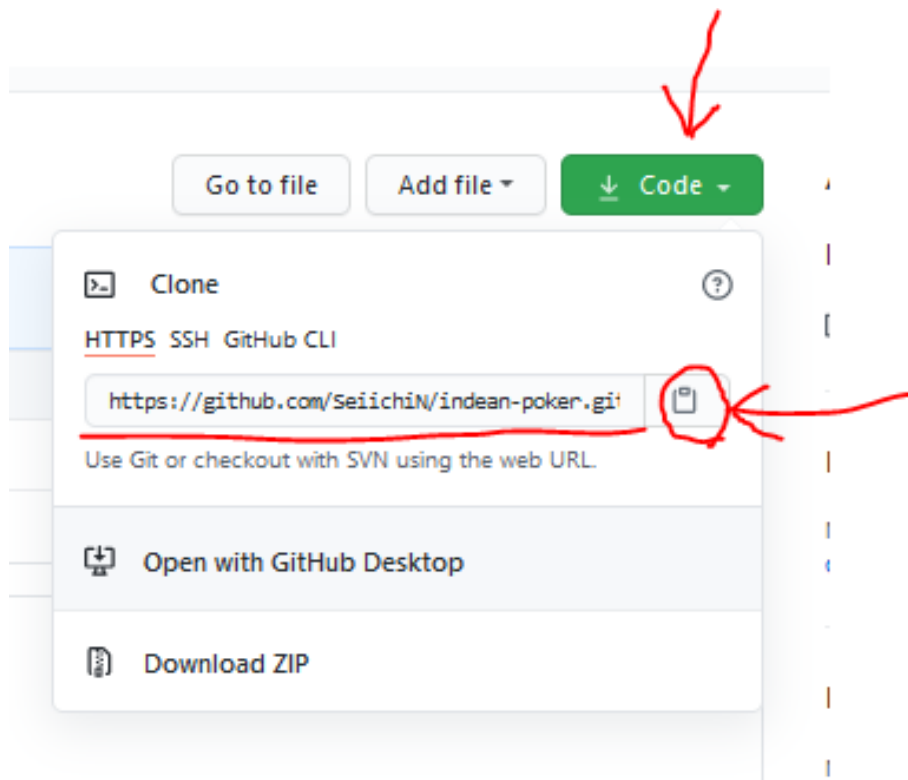 Go to file Add file Code
Clone
HTTPS SSH GitHub CLI
https://github.com/SeiichiN/indean-poker.git
Use Git or checkout with SVN using the web URL.
Open with GitHub Desktop
Download ZIP